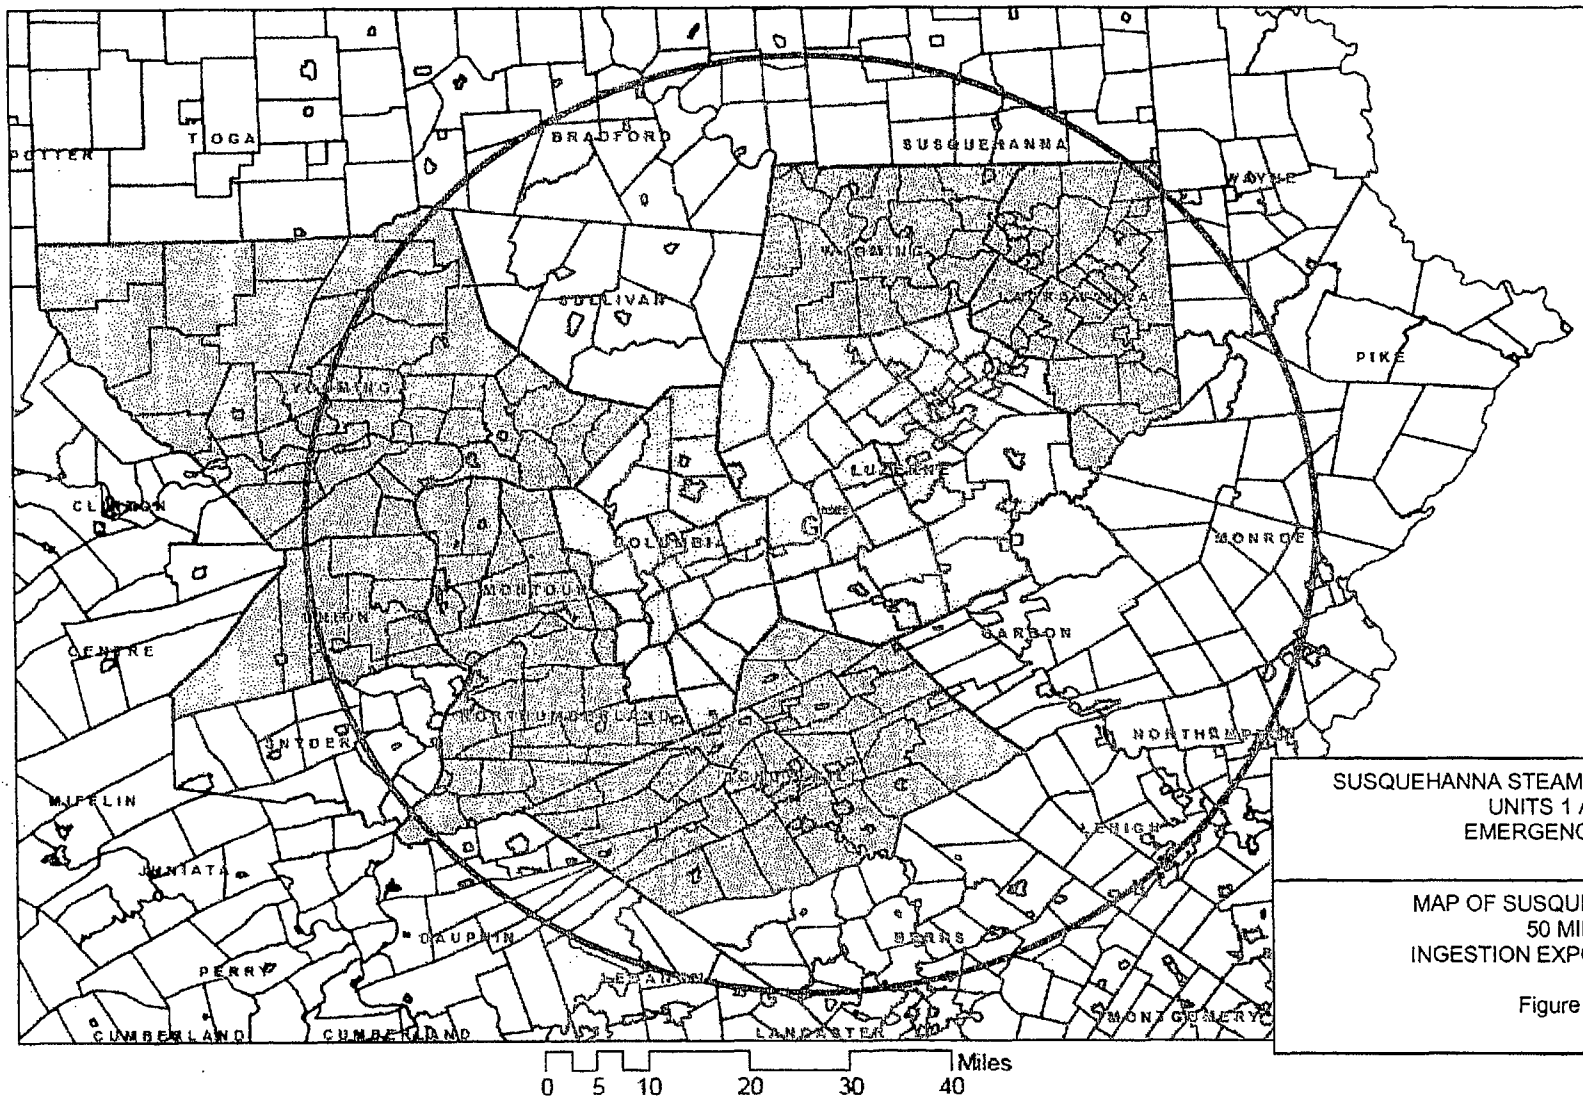 POTTER
TIOGA
BRADFORD
SUSQUEHANNA
WAYNE
WYOMING
LACKAWANNA
SULLIVAN
PIKE
LYCOMING
LUZERNE
CLINTON
G
COLUMBIA
MONROE
MONTOUR
UNION
CARBON
CENTRE
NORTHUMBERLAND
SNYDER
NORTHAMPTON
SCHUYLKILL
MIFFLIN
LEHIGH
JUNIATA
DAUPHIN
BERKS
PERRY
LEBANON
CUMBERLAND
CUMBERLAND
LANCASTER
MONTGOMERY
SUSQUEHANNA STEAM
UNITS 1
EMERGENC
MAP OF SUSQUE
50 MI
INGESTION EXP
Figure
Miles
0 5 10 20 30 40